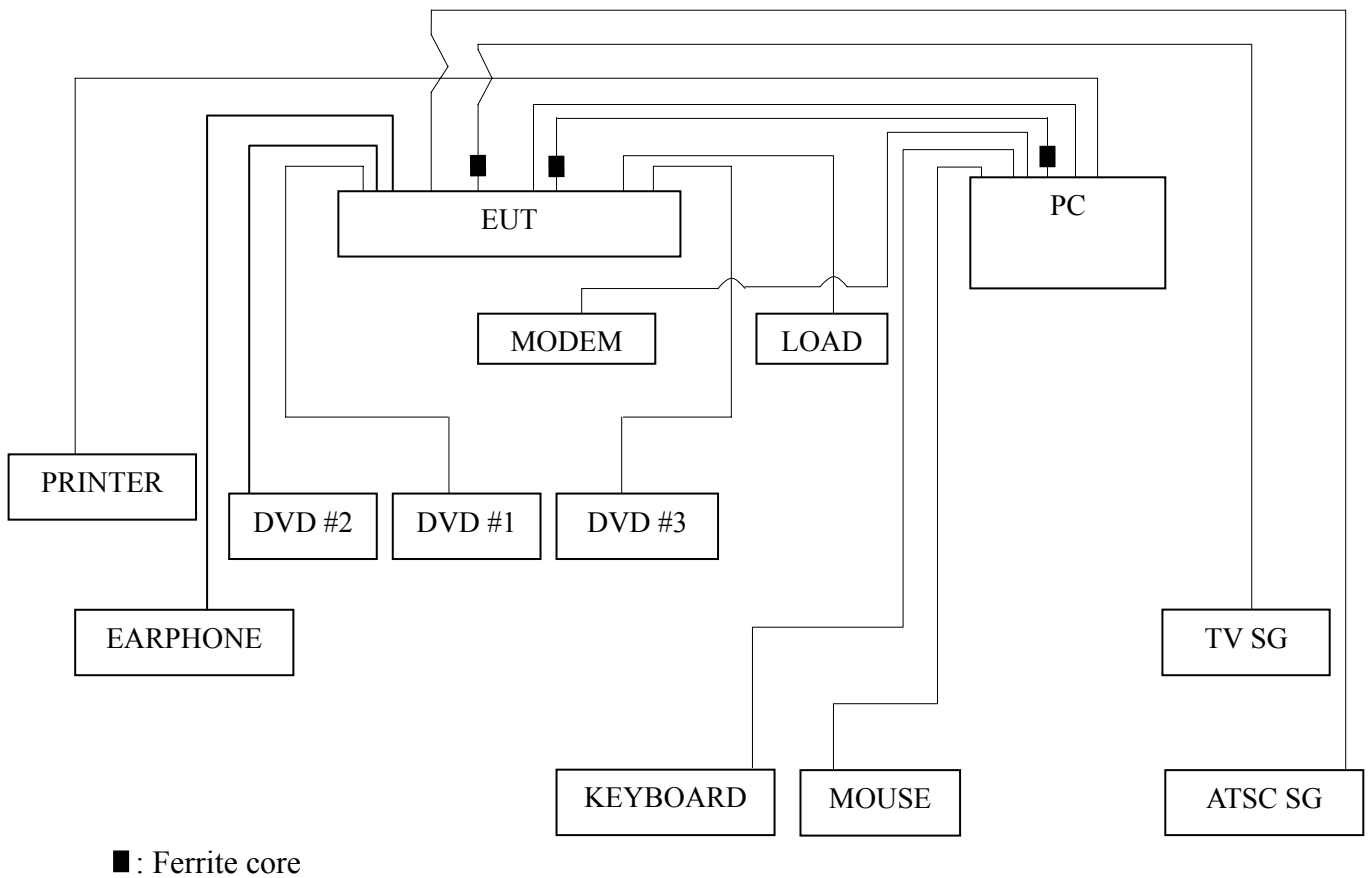 EUT
PC
MODEM
LOAD
PRINTER
DVD #2
DVD #1
DVD #3
EARPHONE
TV SG
KEYBOARD
MOUSE
ATSC SG
: Ferrite core